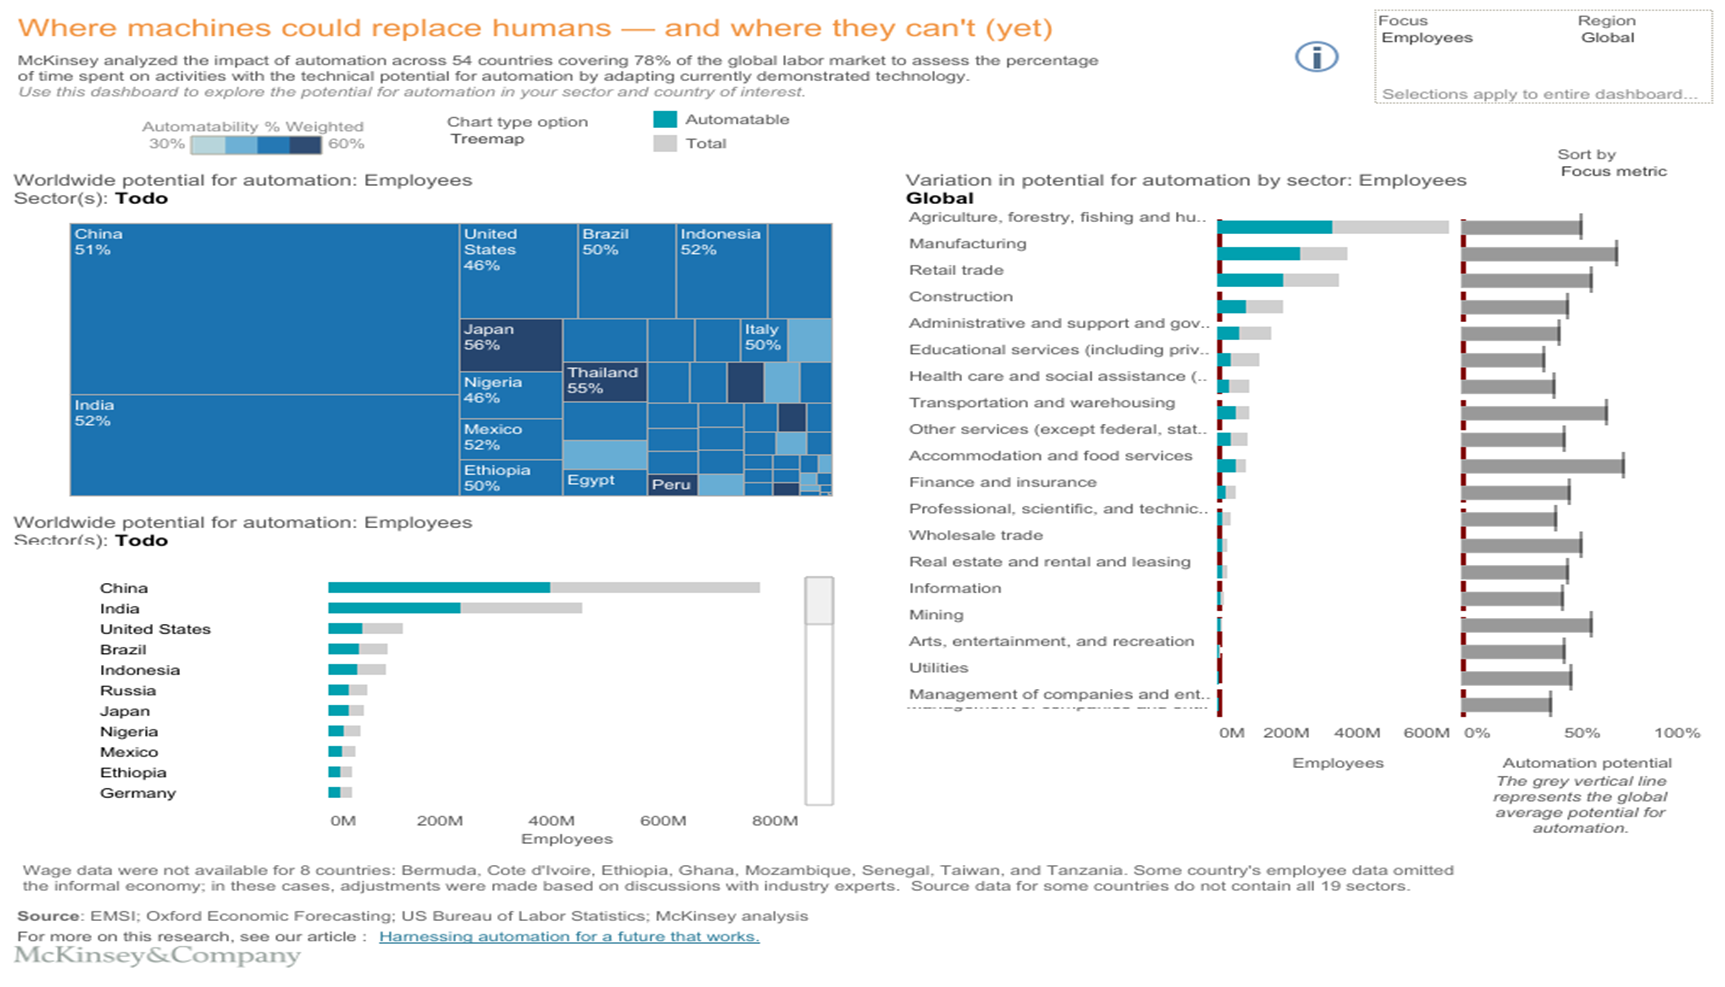 Where machines could replace humans — and where they can't (yet)
McKinsey analyzed the impact of automation across 54 countries covering 78% of the global labor market to assess the percentage
of time spent on activities with the technical potential for automation by adapting currently demonstrated technology.
Use this dashboard to explore the potential for automation in your sector and country of interest.
Focus
Employees
Region
Global
Selections apply to entire dashboard...
Automatability % Weighted
30%
60%
Chart type option
Treemap
Automatable
Total
Worldwide potential for automation: Employees
Sector(s): Todo
China
51%
India
52%
United
States
46%
Brazil
50%
Indonesia
52%
Japan
56%
Italy
50%
Nigeria
46%
Thailand
55%
Mexico
52%
Ethiopia
50%
Egypt
Peru
Worldwide potential for automation: Employees
Sector(s): Todo
China
India
United States
Brazil
Indonesia
Russia
Japan
Nigeria
Mexico
Ethiopia
Germany
0M 200M 400M 600M 800M
Employees
Sort by
Focus metric
Variation in potential for automation by sector: Employees
Global
Agriculture, forestry, fishing and hu..
Manufacturing
Retail trade
Construction
Administrative and support and gov..
Educational services (including priv..
Health care and social assistance (..
Transportation and warehousing
Other services (except federal, stat..
Accommodation and food services
Finance and insurance
Professional, scientific, and technic..
Wholesale trade
Real estate and rental and leasing
Information
Mining
Arts, entertainment, and recreation
Utilities
Management of companies and ent..
0M 200M 400M 600M
Employees
0% 50% 100%
Automation potential
The grey vertical line
represents the global
average potential for
automation.
Wage data were not available for 8 countries: Bermuda, Cote d'Ivoire, Ethiopia, Ghana, Mozambique, Senegal, Taiwan, and Tanzania. Some country's employee data omitted
the informal economy; in these cases, adjustments were made based on discussions with industry experts. Source data for some countries do not contain all 19 sectors.
Source: EMSI; Oxford Economic Forecasting; US Bureau of Labor Statistics; McKinsey analysis
For more on this research, see our article : Harnessing automation for a future that works.
McKinsey&Company